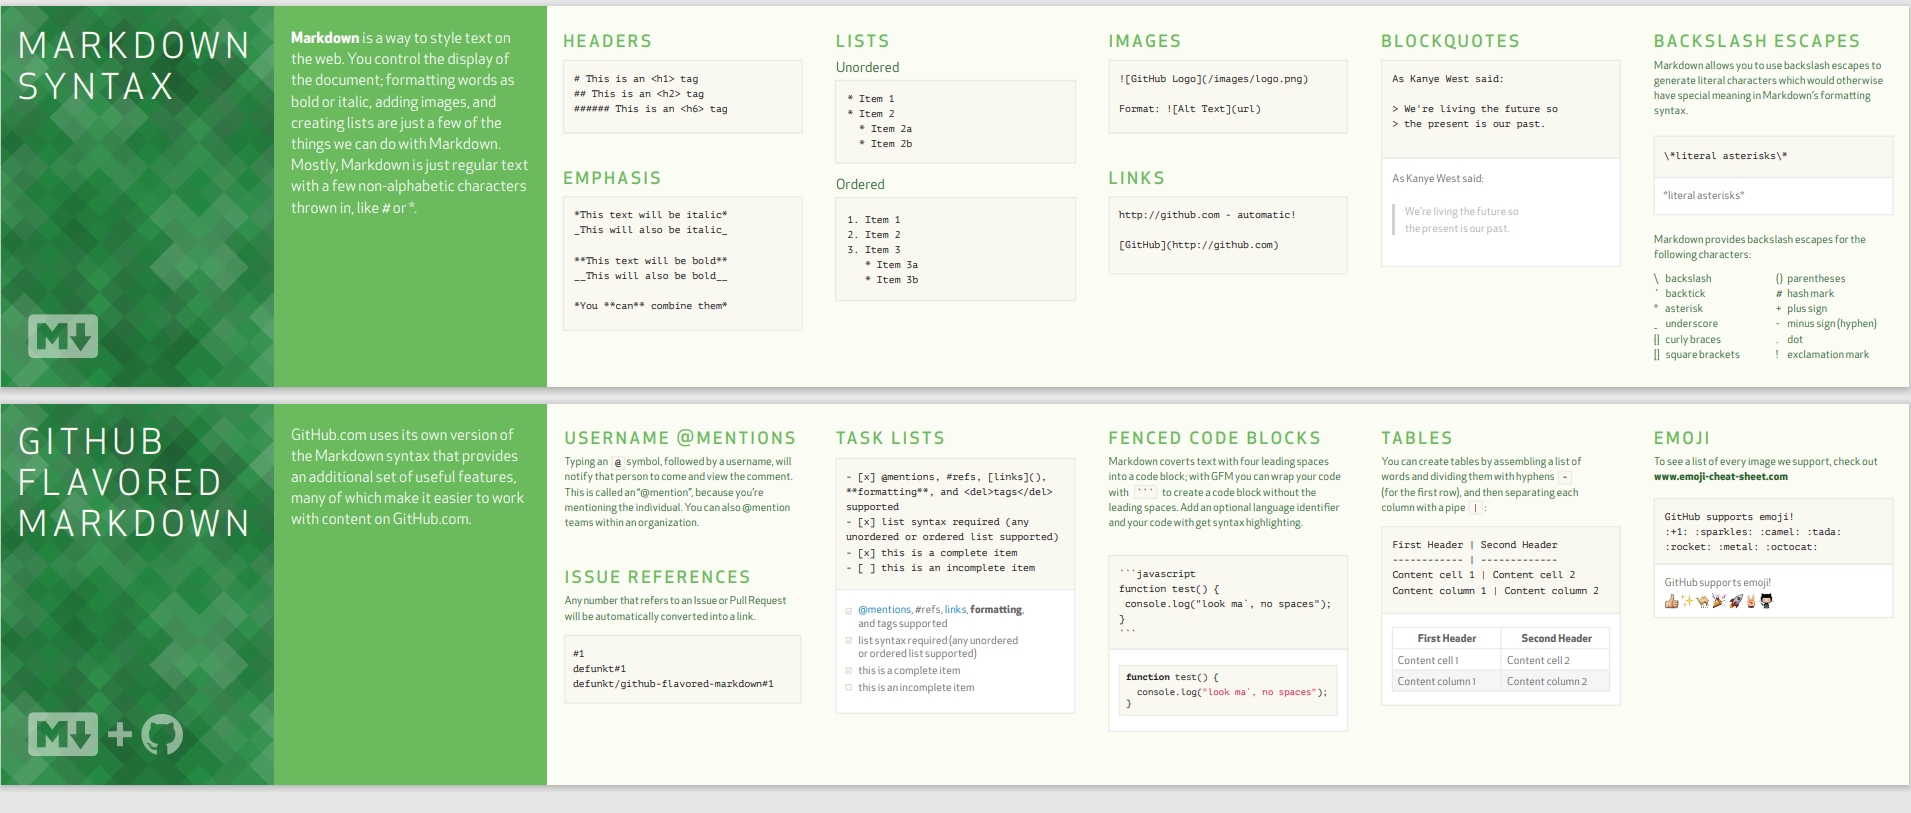 MARKDOWN
SYNTAX
Markdown is a way to style text on
the web. You control the display of
the document; formatting words as
bold or italic, adding images, and
creating lists are just a few of the
things we can do with Markdown.
Mostly, Markdown is just regular text
with a few non-alphabetic characters
thrown in, like # or *.
HEADERS
# This is an <h1> tag
## This is an <h2> tag
###### This is an <h6> tag
EMPHASIS
*This text will be italic*
_This will also be italic_
**This text will be bold**
__This will also be bold__
*You **can** combine them*
LISTS
Unordered
* Item 1
* Item 2
  * Item 2a
  * Item 2b
Ordered
1. Item 1
2. Item 2
3. Item 3
   * Item 3a
   * Item 3b
IMAGES
![GitHub Logo](/images/logo.png)
Format: ![Alt Text](url)
LINKS
http://github.com - automatic!
[GitHub](http://github.com)
BLOCKQUOTES
As Kanye West said:
> We're living the future so
> the present is our past.
As Kanye West said:
We're living the future so
the present is our past.
BACKSLASH ESCAPES
Markdown allows you to use backslash escapes to
generate literal characters which would otherwise
have special meaning in Markdown's formatting
syntax.
\*literal asterisks\*
*literal asterisks*
Markdown provides backslash escapes for the
following characters:
\ backslash
` backtick
* asterisk
_ underscore
{} curly braces
[] square brackets
() parentheses
# hash mark
+ plus sign
- minus sign (hyphen)
. dot
! exclamation mark
M
GITHUB
FLAVORED
MARKDOWN
GitHub.com uses its own version of
the Markdown syntax that provides
an additional set of useful features,
many of which make it easier to work
with content on GitHub.com.
USERNAME @MENTIONS
Typing an @ symbol, followed by a username, will
notify that person to come and view the comment.
This is called an "@mention", because you're
mentioning the individual. You can also @mention
teams within an organization.
ISSUE REFERENCES
Any number that refers to an Issue or Pull Request
will be automatically converted into a link.
#1
defunkt#1
defunkt/github-flavored-markdown#1
TASK LISTS
- [x] @mentions, #refs, [links](),
**formatting**, and <del>tags</del>
supported
- [x] list syntax required (any
unordered or ordered list supported)
- [x] this is a complete item
- [ ] this is an incomplete item
@mentions, #refs, links, formatting,
and tags supported
list syntax required (any unordered
or ordered list supported)
this is a complete item
this is an incomplete item
FENCED CODE BLOCKS
Markdown coverts text with four leading spaces
into a code block; with GFM you can wrap your code
with ``` to create a code block without the
leading spaces. Add an optional language identifier
and your code with get syntax highlighting.
```javascript
function test() {
 console.log("look ma`, no spaces");
}
```
function test() {
  console.log("look ma`, no spaces");
}
TABLES
You can create tables by assembling a list of
words and dividing them with hyphens -
(for the first row), and then separating each
column with a pipe | :
First Header | Second Header
------------ | -------------
Content cell 1 | Content cell 2
Content column 1 | Content column 2
First Header Second Header
Content cell 1 Content cell 2
Content column 1 Content column 2
EMOJI
To see a list of every image we support, check out
www.emoji-cheat-sheet.com
GitHub supports emoji!
:+1: :sparkles: :camel: :tada:
:rocket: :metal: :octocat:
GitHub supports emoji!
M
+